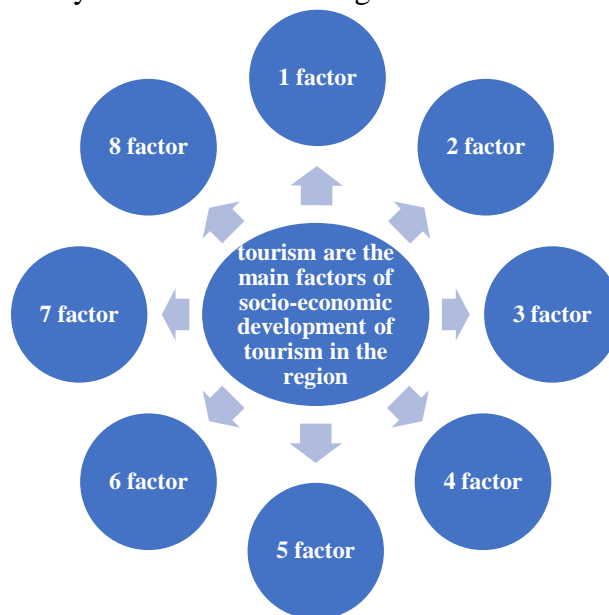 1 factor
8 factor
2 factor
tourism are the
main factors of
socio-economic
development of
tourism in the
region
7 factor
3 factor
6 factor
4 factor
5 factor